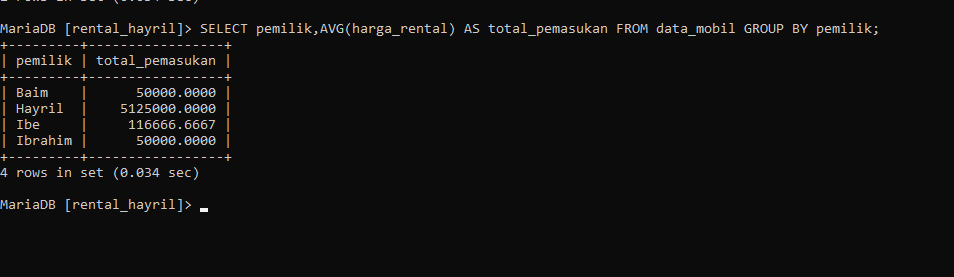 MariaDB [rental_hayril]> SELECT pemilik,AVG(harga_rental) AS total_pemasukan FROM data_mobil GROUP BY pemilik;
+---------+-----------------+
| pemilik | total_pemasukan |
+---------+-----------------+
| Baim    |      50000.0000 |
| Hayril  |    5125000.0000 |
| Ibe     |     116666.6667 |
| Ibrahim |      50000.0000 |
+---------+-----------------+
4 rows in set (0.034 sec)
MariaDB [rental_hayril]>